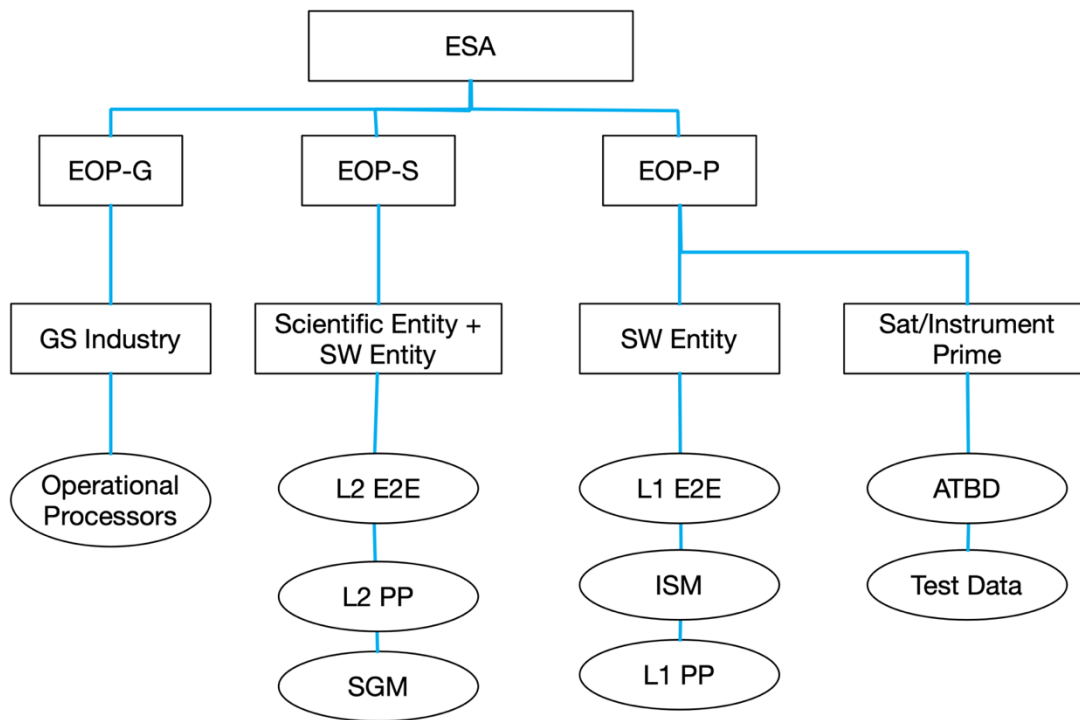 ESA
EOP-G
EOP-S
EOP-P
GS Industry
Scientific Entity +
SW Entity
SW Entity
Sat/Instrument
Prime
Operational
Processors
L2 E2E
L1 E2E
ATBD
L2 PP
ISM
Test Data
SGM
L1 PP